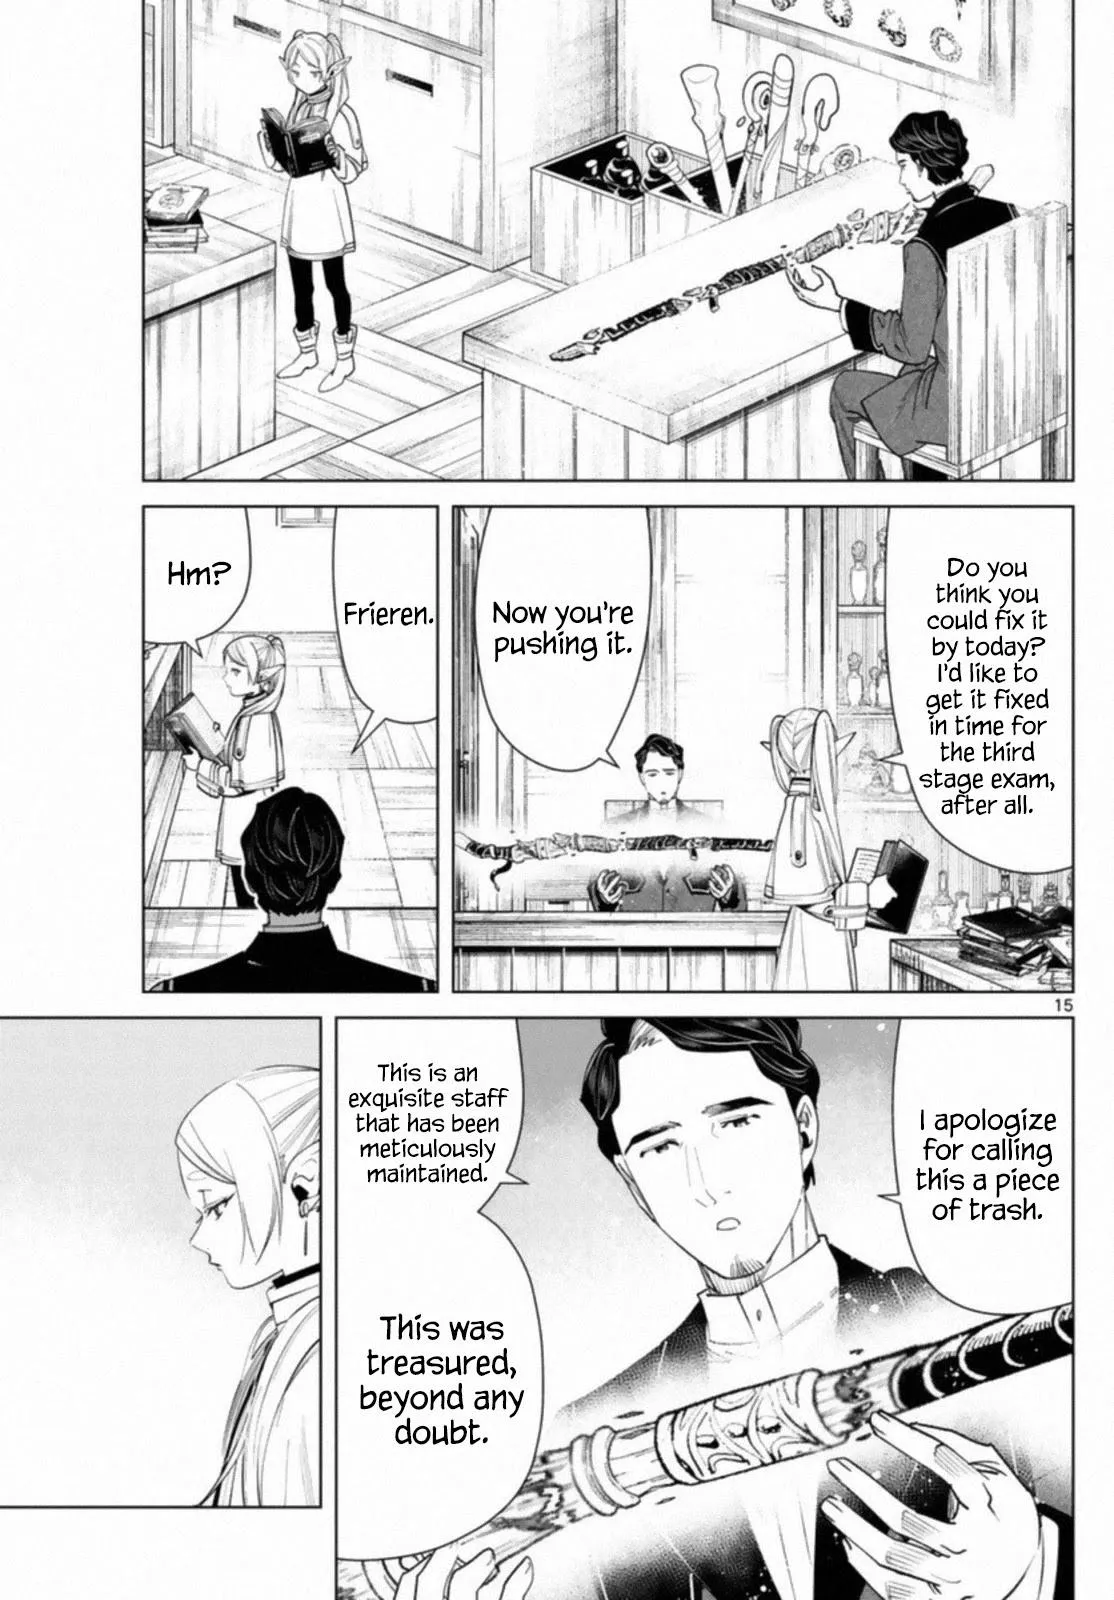 Do you
think you
could fix it
by today?
I'd like to
get it fixed
in time for
the third
stage exam,
after all.
Now you're
pushing it.
Frieren.
Hm?
15
I apologize
for calling
this a piece
of trash.
This is an
exquisite staff
that has been
meticulously
maintained.
This was
treasured,
beyond any
doubt.